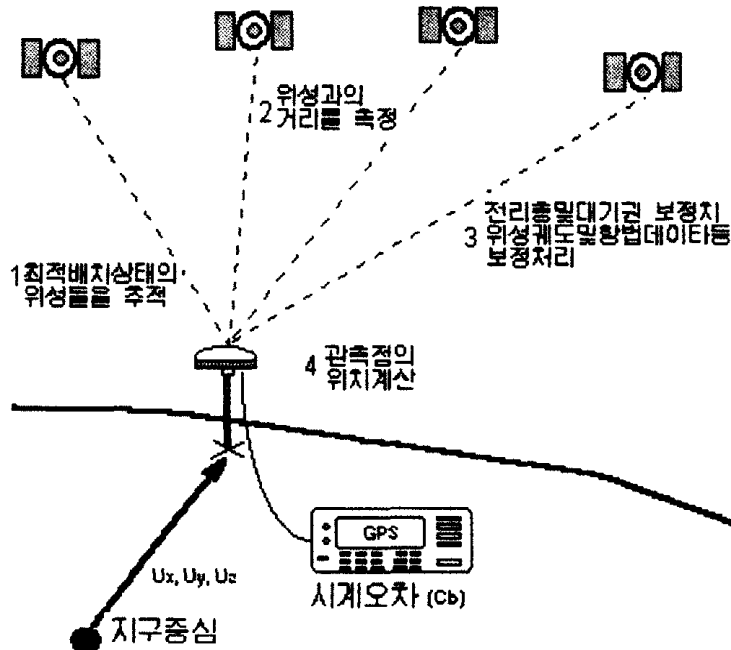 2 위성과의
거리를 측정
전리층및대기권 보정치
3 위성궤도및항법데이타등
보정처리
1 최적배치상태의
위성들을 추적
4 관측점의
위치계산
GPS
Ux, Uy, Uz
시계오차 (Cb)
지구중심